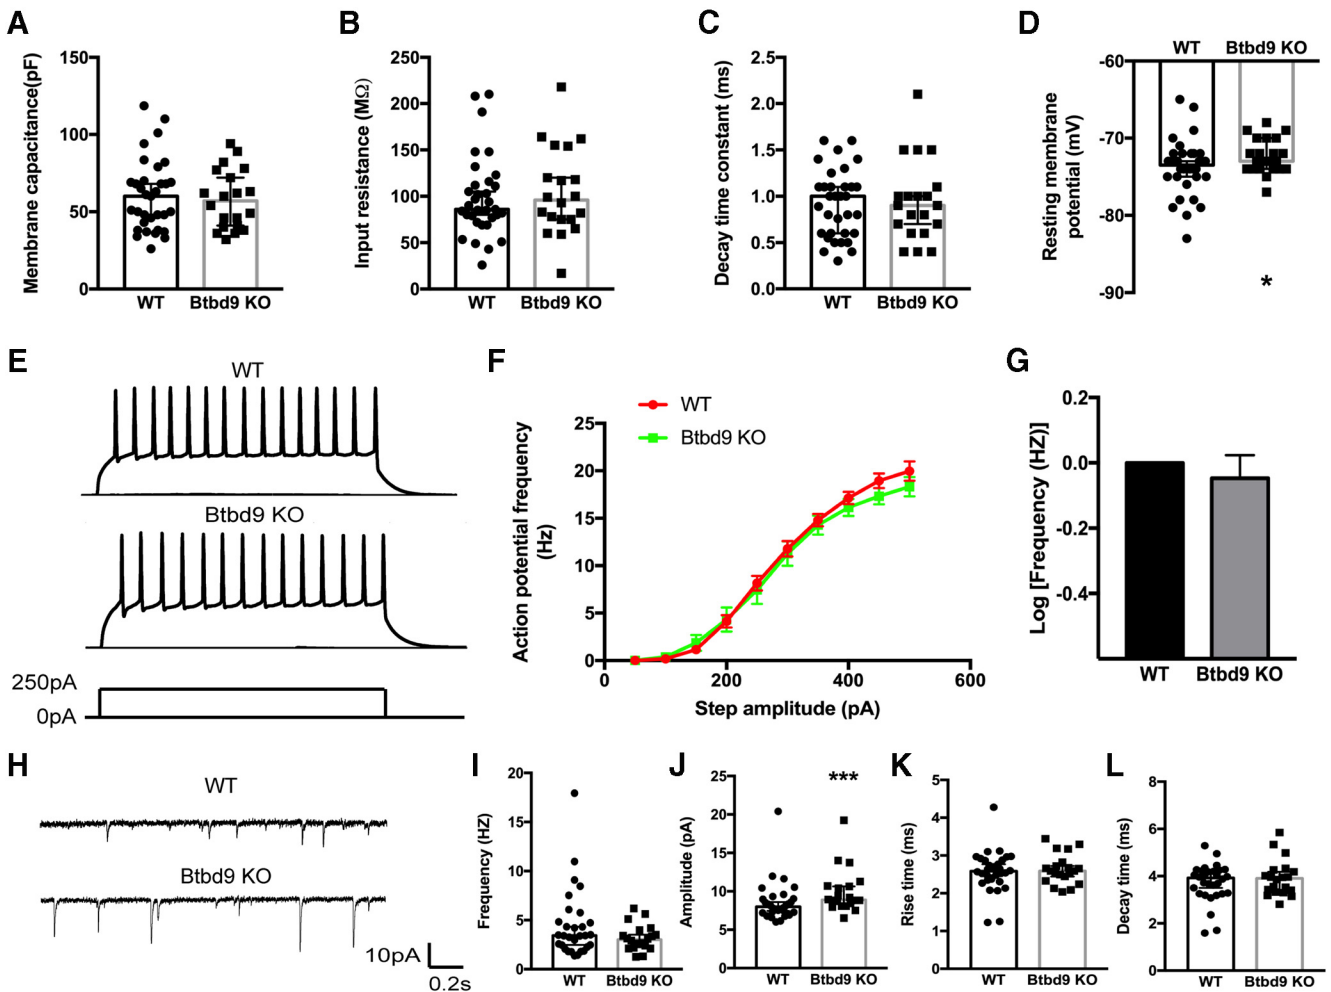 A
Membrane capacitance(pF)
150
100
50
0
WT
Btbd9 KO
B
Input resistance (MΩ)
250
200
150
100
50
0
WT
Btbd9 KO
C
Decay time constant (ms)
2.5
2.0
1.5
1.0
0.5
0.0
WT
Btbd9 KO
D
WT
Btbd9 KO
Resting membrane
potential (mV)
-60
-70
-80
-90
*
E
WT
Btbd9 KO
250pA
0pA
F
WT
Btbd9 KO
Action potential frequency
(Hz)
25
20
15
10
5
0
0
200
400
600
Step amplitude (pA)
G
Log [Frequency (HZ)]
0.2
0.0
-0.2
-0.4
WT
Btbd9 KO
H
WT
Btbd9 KO
10pA
0.2s
I
Frequency (HZ)
20
15
10
5
0
WT
Btbd9 KO
J
Amplitude (pA)
25
20
15
10
5
0
***
WT
Btbd9 KO
K
Rise time (ms)
5
4
3
2
1
0
WT
Btbd9 KO
L
Decay time (ms)
8
6
4
2
0
WT
Btbd9 KO